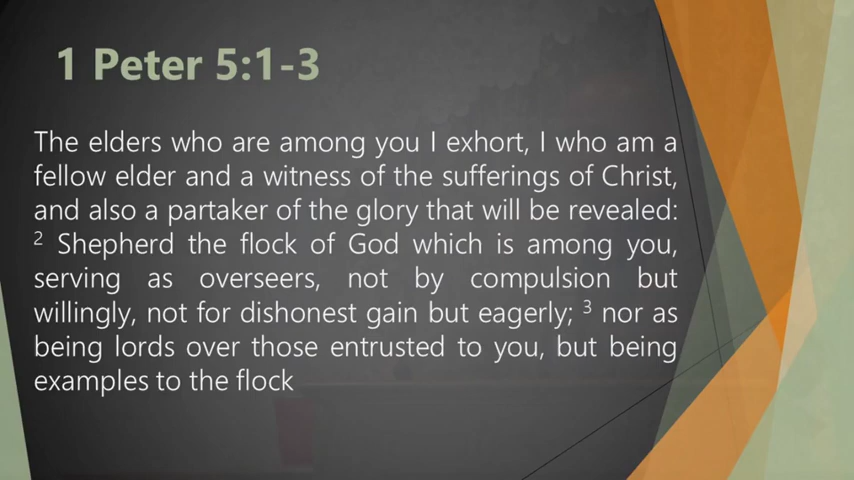 1 Peter 5:1-3
The elders who are among you I exhort, I who am a
fellow elder and a witness of the sufferings of Christ,
and also a partaker of the glory that will be revealed:
2 Shepherd the flock of God which is among you,
serving as overseers, not by compulsion but
willingly, not for dishonest gain but eagerly; 3 nor as
being lords over those entrusted to you, but being
examples to the flock